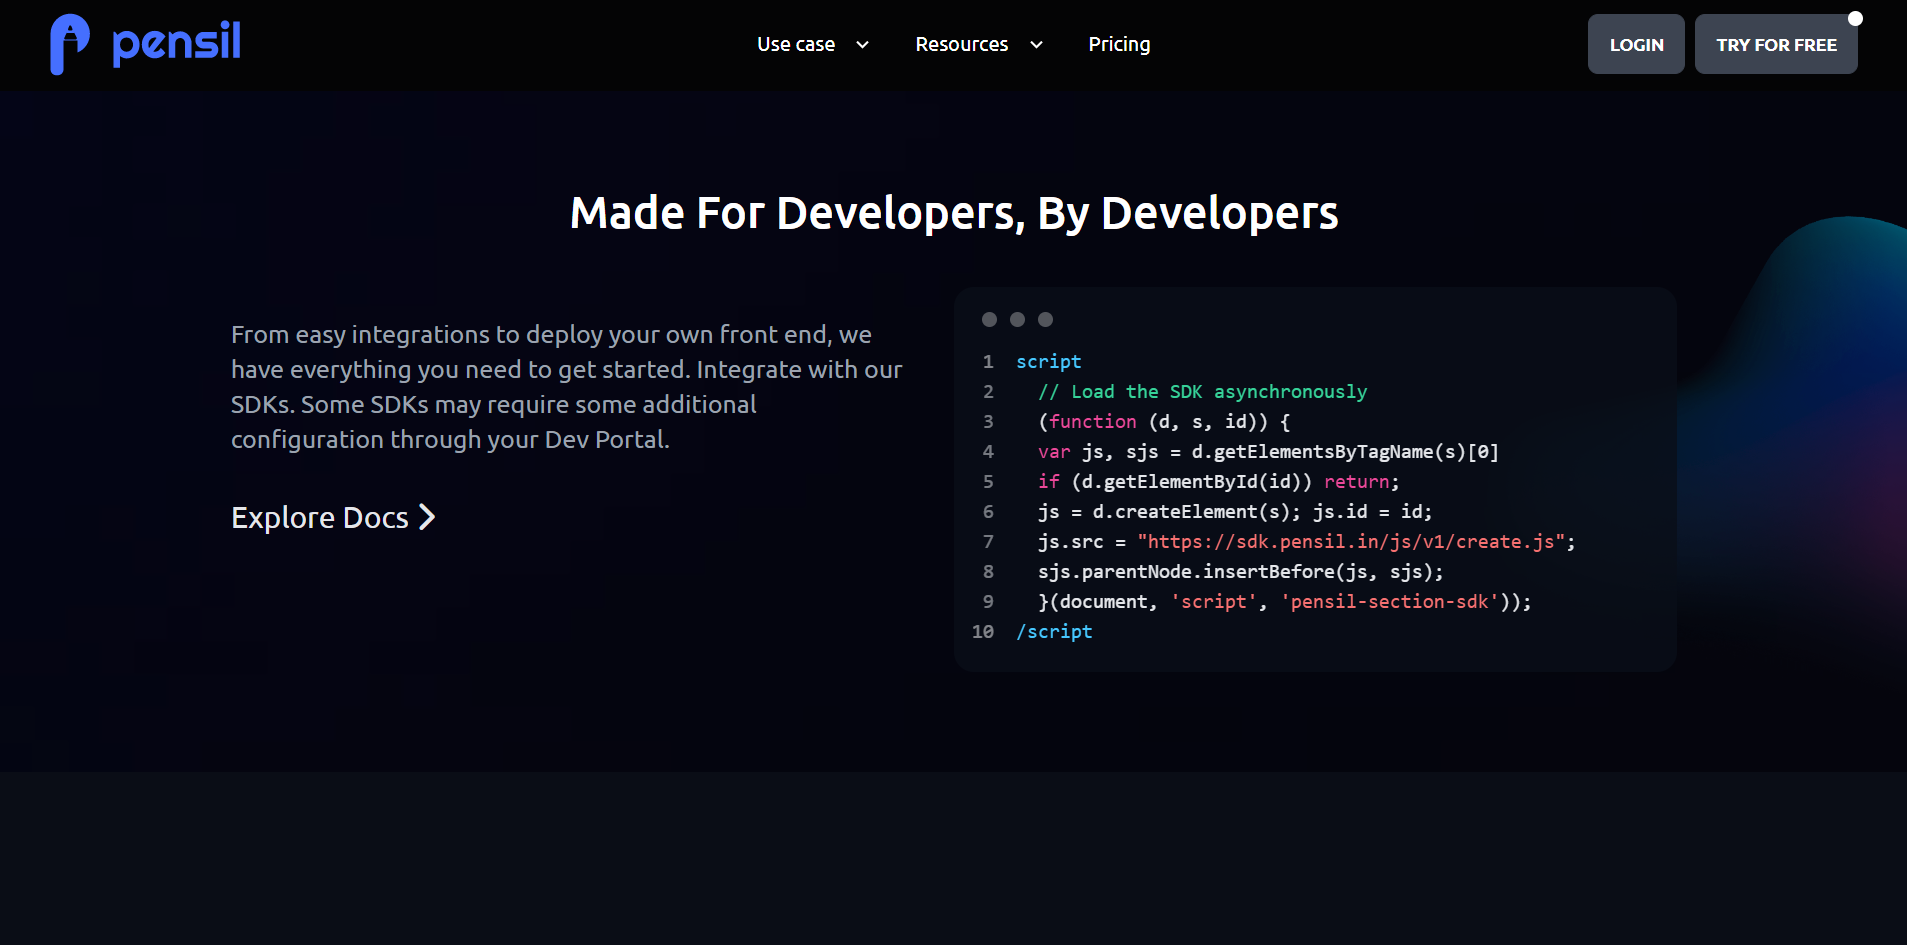 pensil
Use case
Resources
Pricing
LOGIN
TRY FOR FREE
Made For Developers, By Developers
From easy integrations to deploy your own front end, we
have everything you need to get started. Integrate with our
SDKs. Some SDKs may require some additional
configuration through your Dev Portal.
Explore Docs
1 script
2 // Load the SDK asynchronously
3 (function (d, s, id)) {
4 var js, sjs = d.getElementsByTagName(s)[0]
5 if (d.getElementById(id)) return;
6 js = d.createElement(s); js.id = id;
7 js.src = "https://sdk.pensil.in/js/v1/create.js";
8 sjs.parentNode.insertBefore(js, sjs);
9 }(document, 'script', 'pensil-section-sdk'));
10 /script